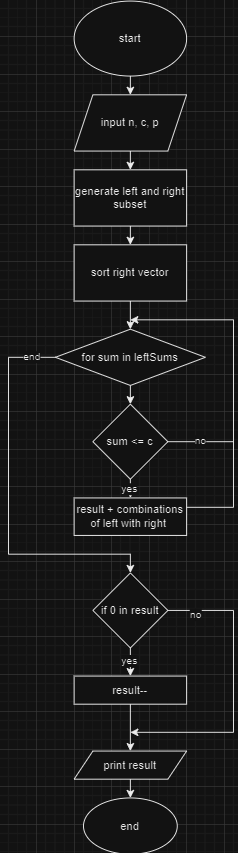 start
input n, c, p
generate left and right
subset
sort right vector
end
for sum in leftSums
sum <= c
no
yes
result + combinations
of left with right
if 0 in result
no
yes
result--
print result
end